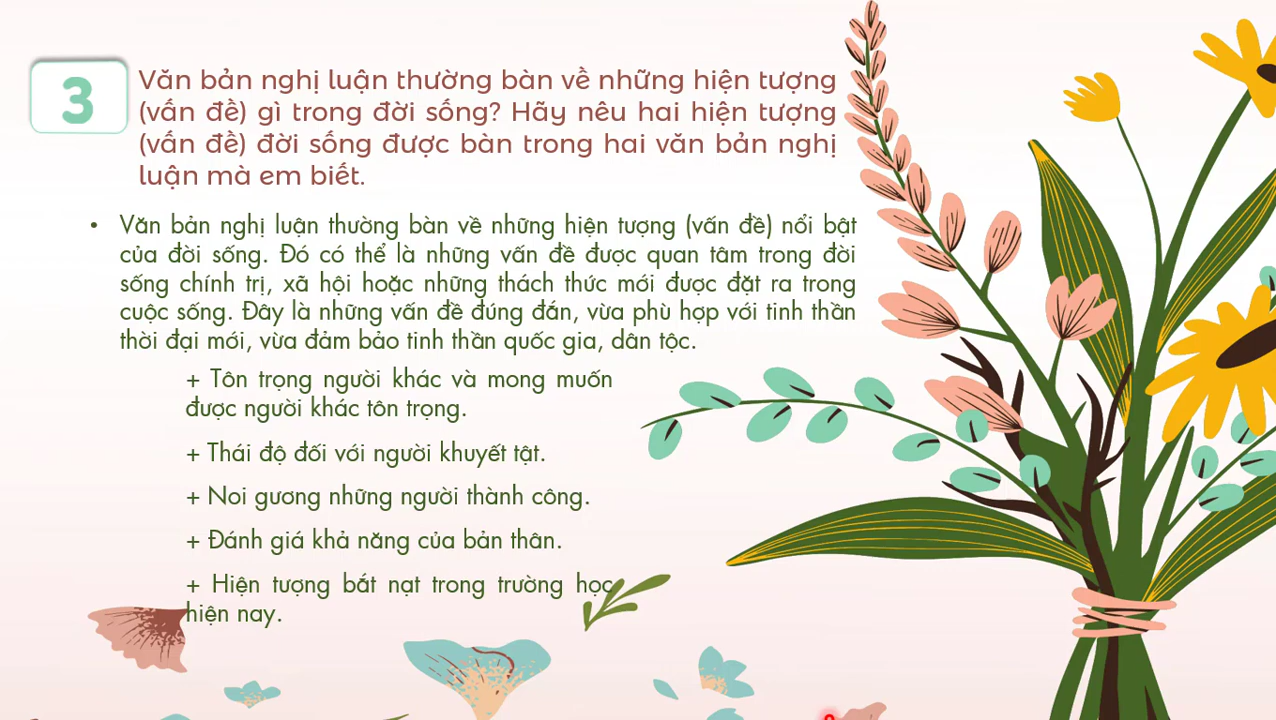 3
Văn bản nghị luận thường bàn về những hiện tượng
(vấn đề) gì trong đời sống? Hãy nêu hai hiện tượng
(vấn đề) đời sống được bàn trong hai văn bản nghị
luận mà em biết.
• Văn bản nghị luận thường bàn về những hiện tượng (vấn đề) nổi bật
của đời sống. Đó có thể là những vấn đề được quan tâm trong đời
sống chính trị, xã hội hoặc những thách thức mới được đặt ra trong
cuộc sống. Đây là những vấn đề đúng đắn, vừa phù hợp với tinh thần
thời đại mới, vừa đảm bảo tinh thần quốc gia, dân tộc.
+ Tôn trọng người khác và mong muốn
được người khác tôn trọng.
+ Thái độ đối với người khuyết tật.
+ Noi gương những người thành công.
+ Đánh giá khả năng của bản thân.
+ Hiện tượng bắt nạt trong trường học
hiện nay.